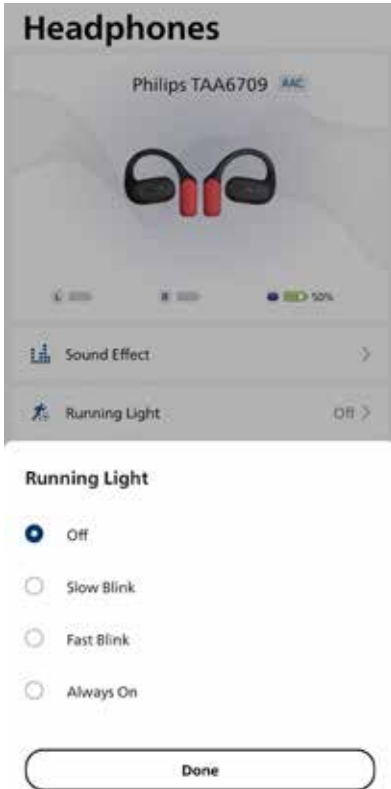 Headphones
Philips TAA6709 AAC
L R 50%
Sound Effect
Running Light Off
Running Light
Off
Slow Blink
Fast Blink
Always On
Done